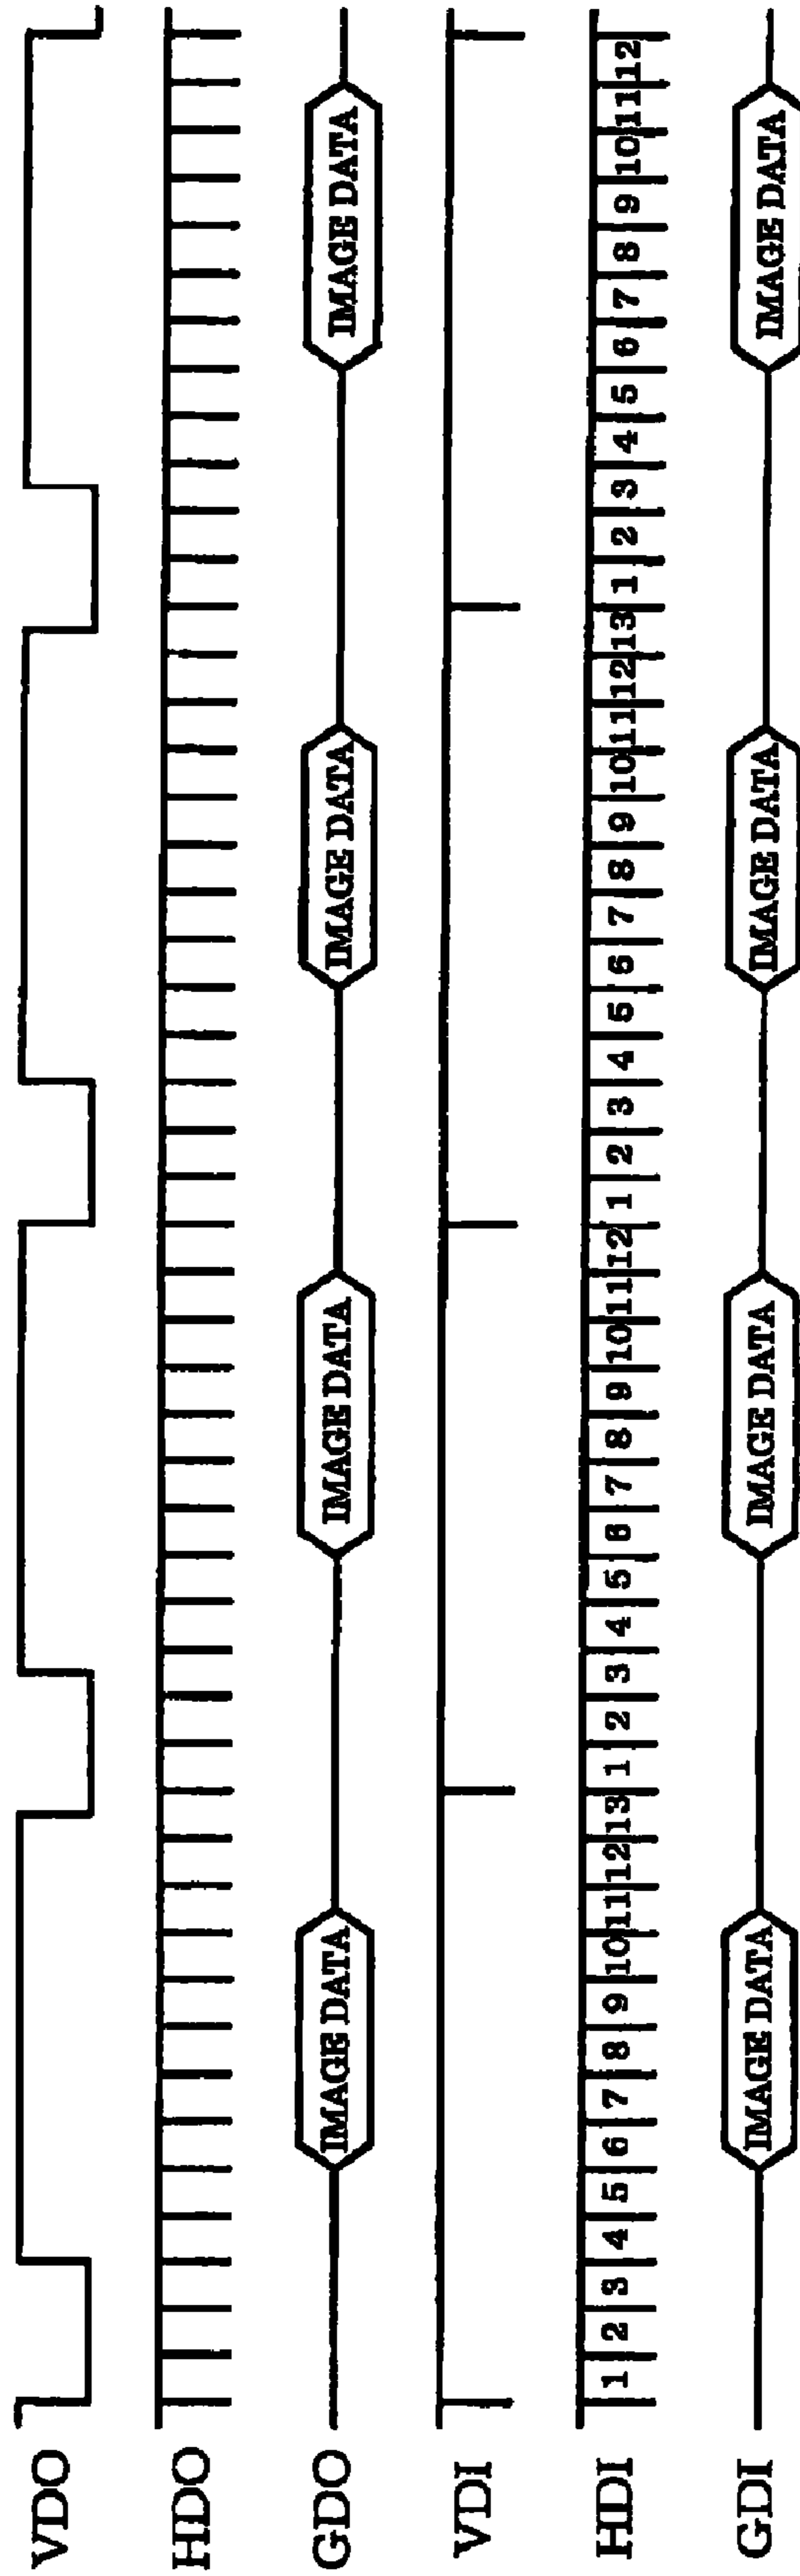 VDO
HDO
GDO IMAGE DATA IMAGE DATA IMAGE DATA IMAGE DATA
VDI
HDI 1 2 3 4 5 6 7 8 9 10 11 12 13 1 2 3 4 5 6 7 8 9 10 11 12 1 2 3 4 5 6 7 8 9 10 11 12 13 1 2 3 4 5 6 7 8 9 10 11 12
GDI IMAGE DATA IMAGE DATA IMAGE DATA IMAGE DATA